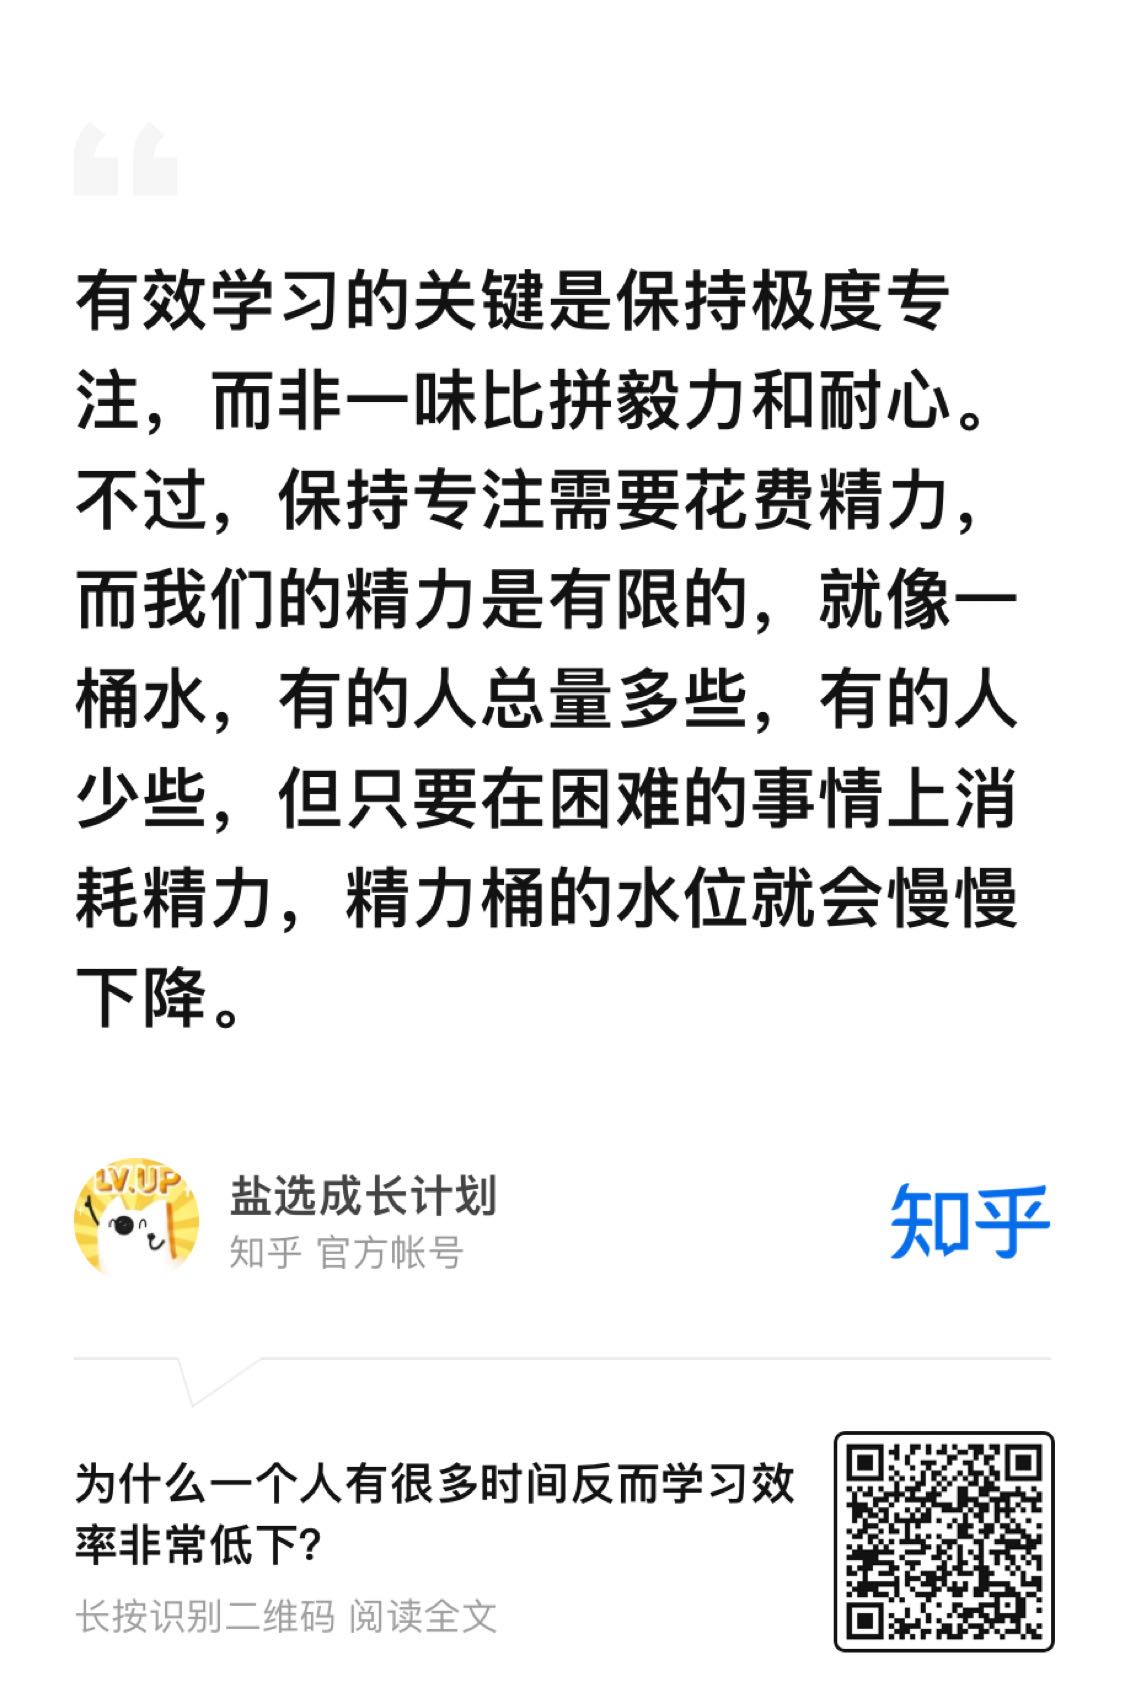 有效学习的关键是保持极度专
注，而非一味比拼毅力和耐心。
不过，保持专注需要花费精力，
而我们的精力是有限的，就像一
桶水，有的人总量多些，有的人
少些，但只要在困难的事情上消
耗精力，精力桶的水位就会慢慢
下降。
LV.UP
盐选成长计划
知乎 官方帐号
知乎
为什么一个人有很多时间反而学习效
率非常低下？
长按识别二维码 阅读全文